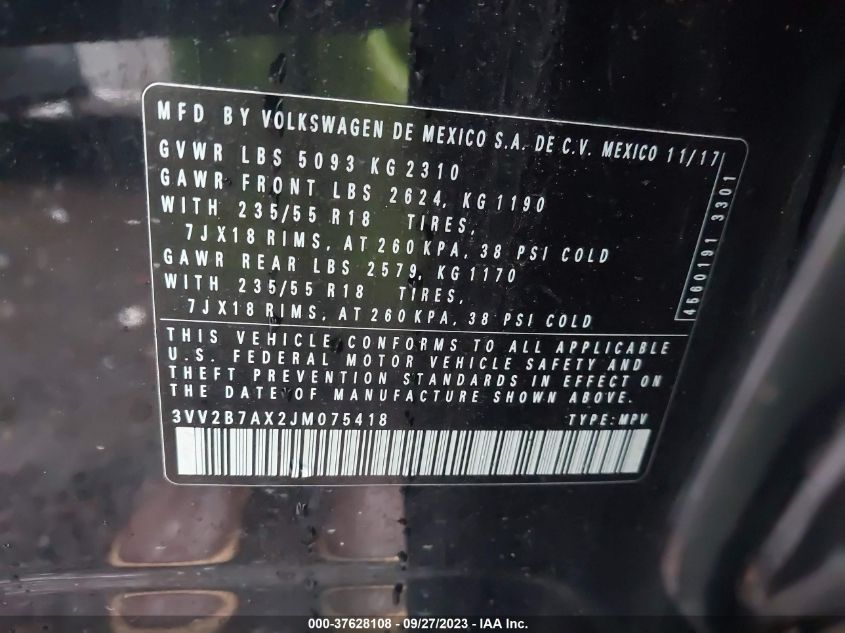 MFD BY VOLKSWAGEN DE MEXICO S.A. DE C.V. MEXICO 11/17
GVWR LBS 5093 KG 2310
GAWR FRONT LBS 2624, KG 1190
WITH 235/55 R18 TIRES,
7JX18 RIMS, AT 260 KPA, 38 PSI COLD
GAWR REAR LBS 2579, KG 1170
WITH 235/55 R18 TIRES,
7JX18 RIMS, AT 260 KPA, 38 PSI COLD
4560191 3301
THIS VEHICLE CONFORMS TO ALL APPLICABLE
U.S. FEDERAL MOTOR VEHICLE SAFETY AND
THEFT PREVENTION STANDARDS IN EFFECT ON
THE DATE OF MANUFACTURE SHOWN ABOVE.
3VV2B7AX2JM075418 TYPE: MPV
000-37628108 - 09/27/2023 - IAA Inc.